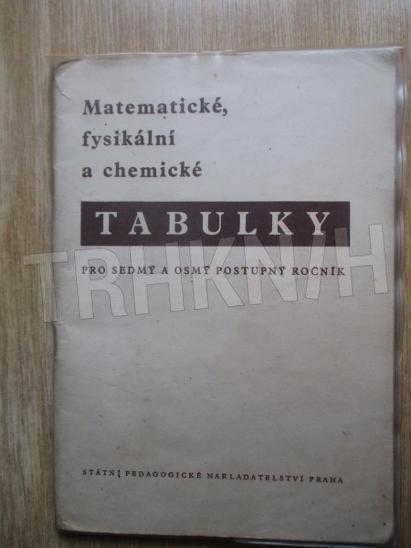 Matematické,
fysikální
a chemické
TABULKY
PRO SEDMÝ A OSMÝ POSTUPNÝ ROČNÍK
TRHKNIH
STÁTNÍ PEDAGOGICKÉ NAKLADATELSTVÍ PRAHA